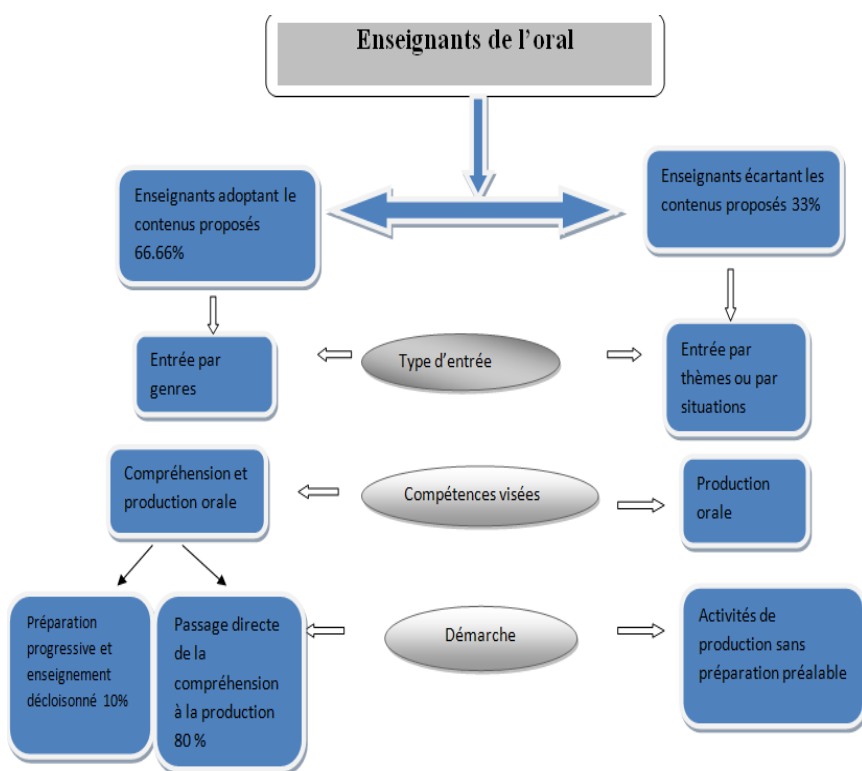 Enseignants de l’oral
Enseignants adoptant le
contenus proposés
66.66%
Enseignants écartant les
contenus proposés 33%
Entrée par
genres
Type d’entrée
Entrée par
thèmes ou par
situations
Compréhension et
production orale
Compétences visées
Production
orale
Préparation
progressive et
enseignement
décloisonné 10%
Passage directe
de la
compréhension
à la production
80 %
Démarche
Activités de
production sans
préparation préalable